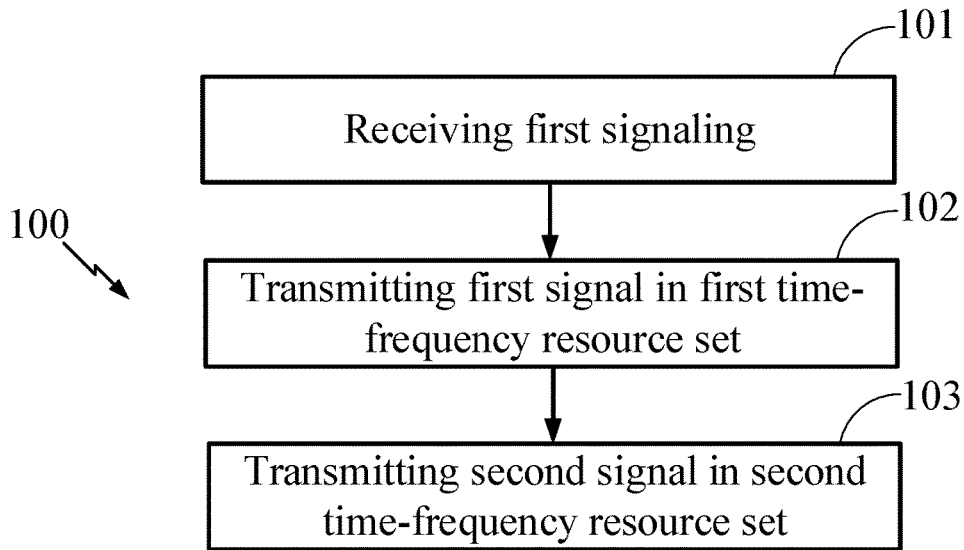 101
Receiving first signaling
100
102
Transmitting first signal in first time-
frequency resource set
103
Transmitting second signal in second
time-frequency resource set